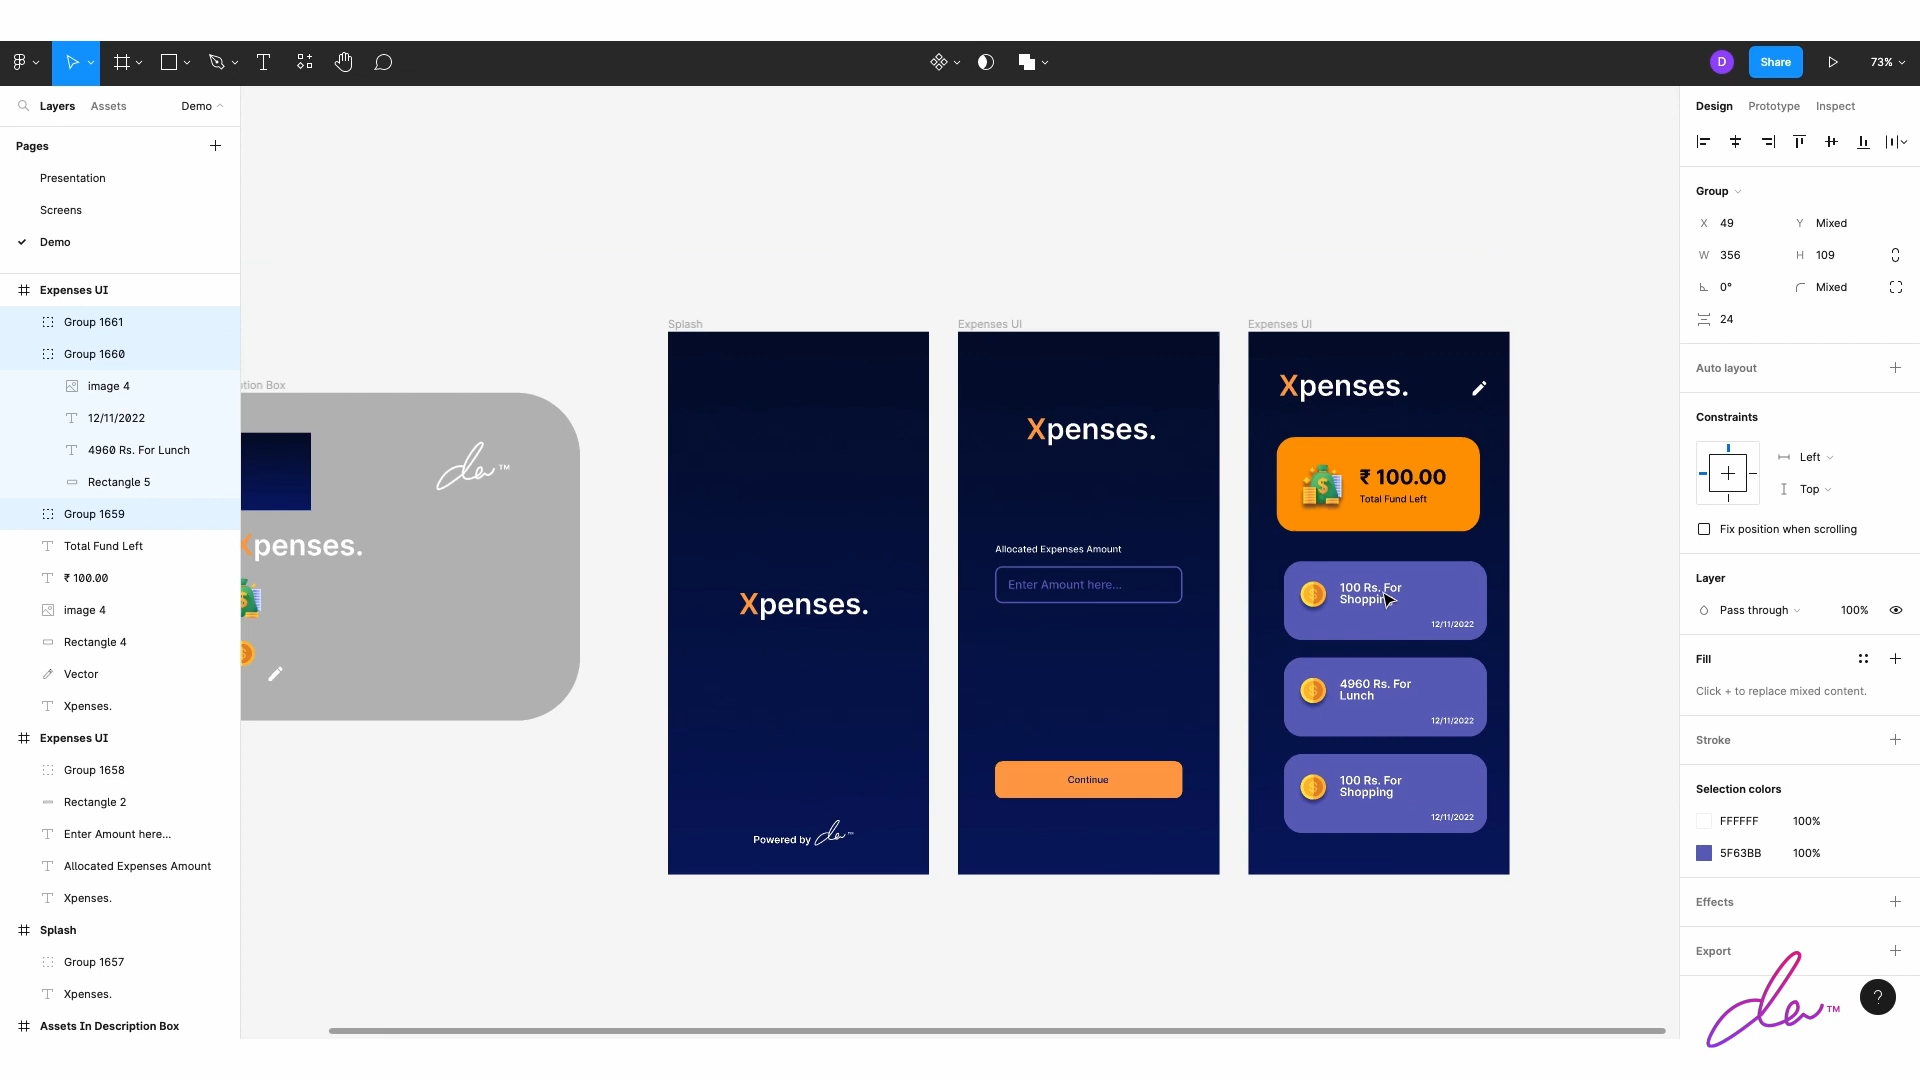 D
Share
73%
Layers
Assets
Demo
Pages
Presentation
Screens
Demo
Expenses UI
Group 1661
Group 1660
image 4
12/11/2022
4960 Rs. For Lunch
Rectangle 5
Group 1659
Total Fund Left
₹ 100.00
image 4
Rectangle 4
Vector
Xpenses.
Expenses UI
Group 1658
Rectangle 2
Enter Amount here...
Allocated Expenses Amount
Xpenses.
Splash
Group 1657
Xpenses.
Assets In Description Box
ption Box
de™
Xpenses.
Splash
Xpenses.
Powered by de™
Expenses UI
Xpenses.
Allocated Expenses Amount
Enter Amount here...
Continue
Expenses UI
Xpenses.
₹ 100.00
Total Fund Left
100 Rs. For
Shopping
12/11/2022
4960 Rs. For
Lunch
12/11/2022
100 Rs. For
Shopping
12/11/2022
Design
Prototype
Inspect
Group
X 49
Y Mixed
W 356
H 109
0°
Mixed
24
Auto layout
Constraints
Left
Top
Fix position when scrolling
Layer
Pass through
100%
Fill
Click + to replace mixed content.
Stroke
Selection colors
FFFFFF 100%
5F63BB 100%
Effects
Export
de™
?